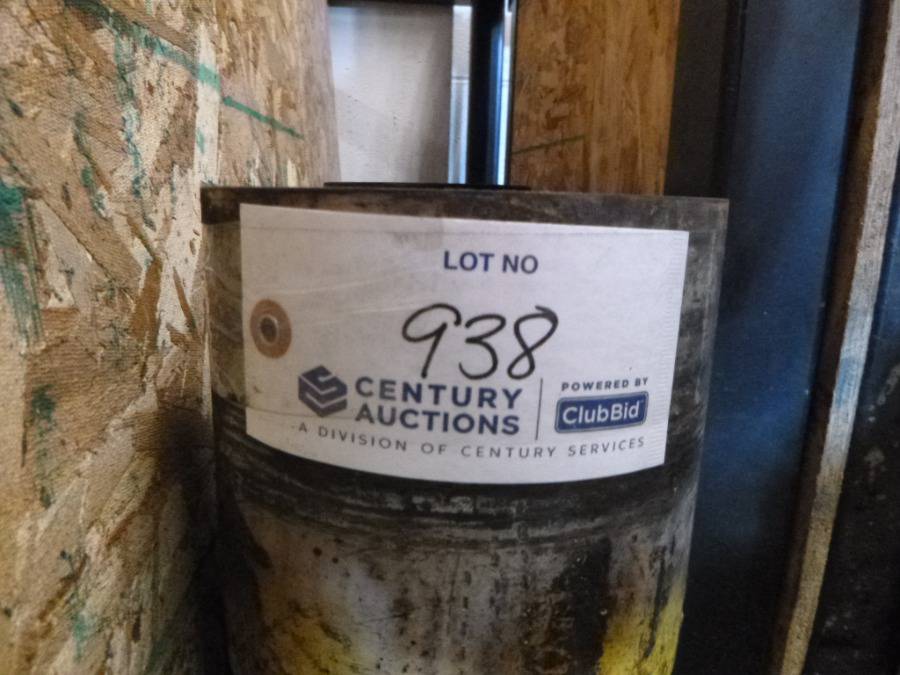 LOT NO
938
CENTURY
AUCTIONS
POWERED BY
ClubBid
A DIVISION OF CENTURY SERVICES